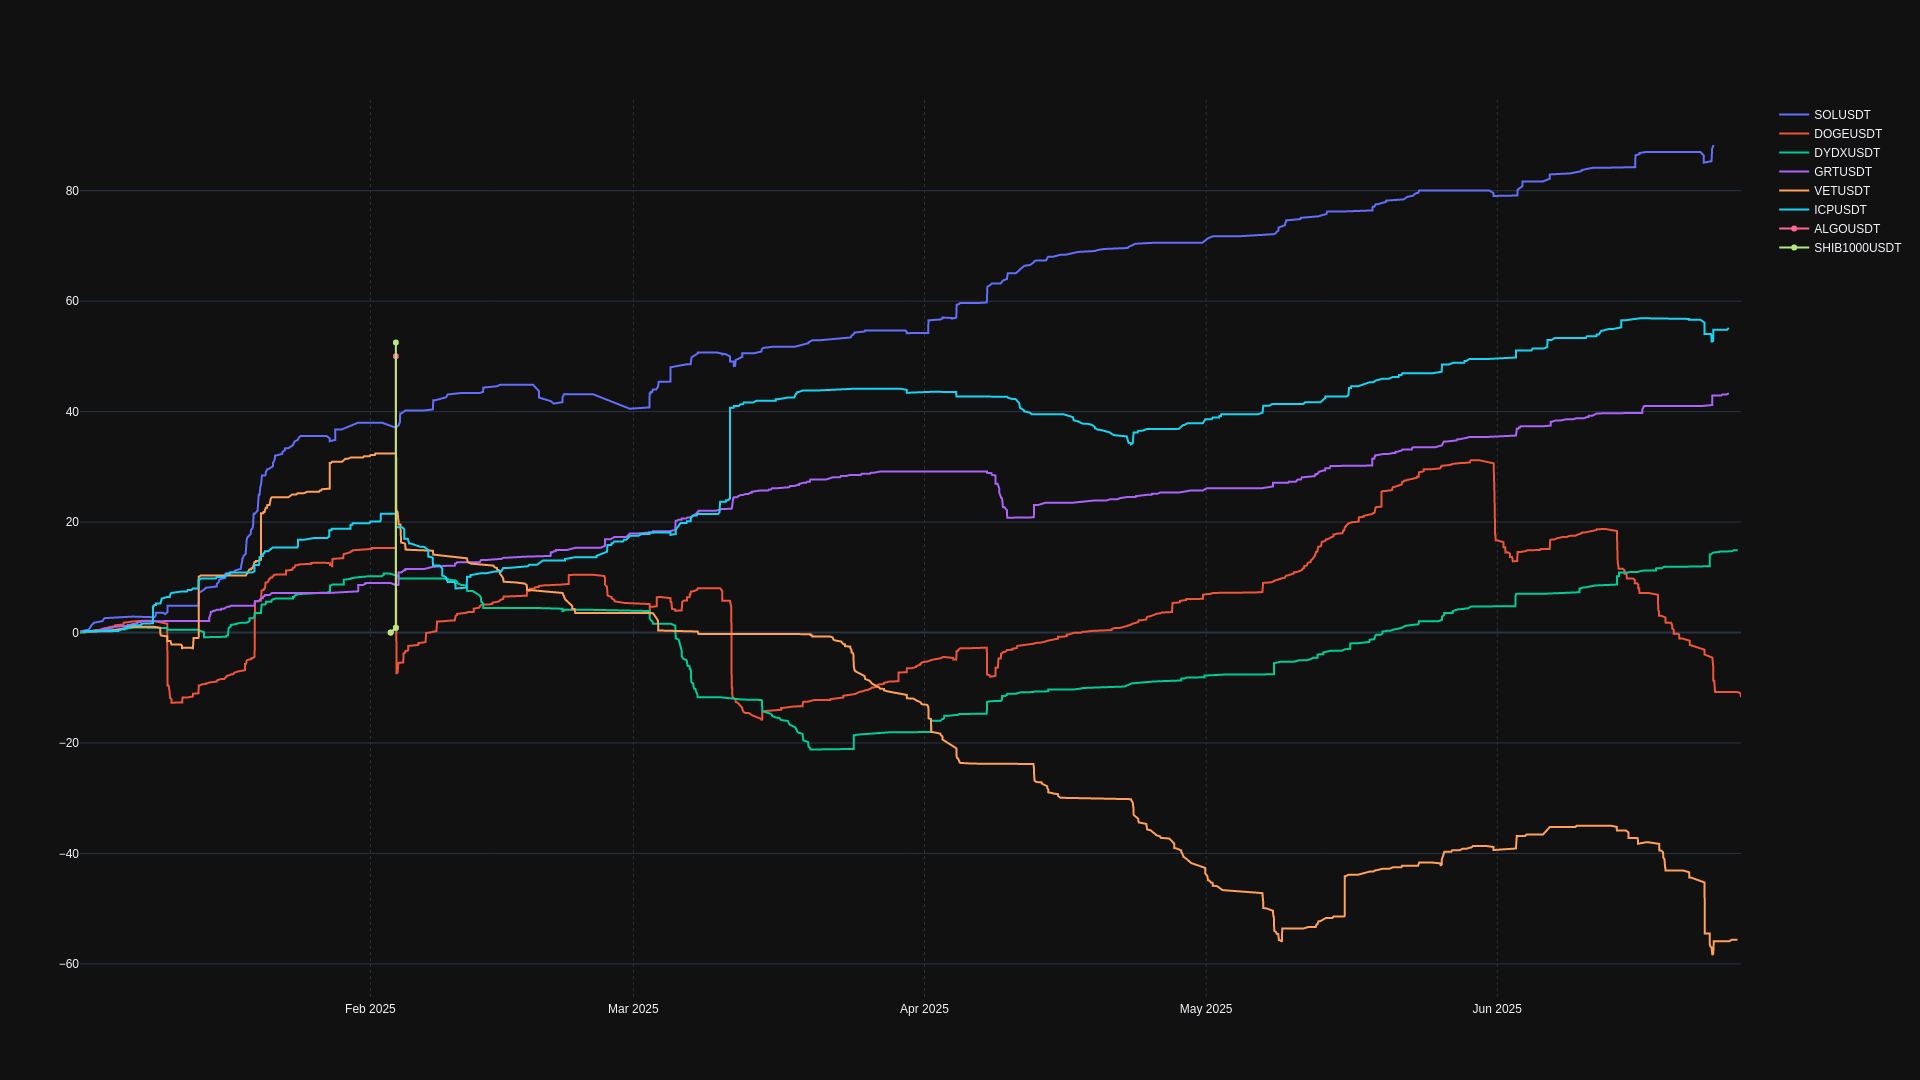 80
60
40
20
0
−20
−40
−60
Feb 2025
Mar 2025
Apr 2025
May 2025
Jun 2025
SOLUSDT
DOGEUSDT
DYDXUSDT
GRTUSDT
VETUSDT
ICPUSDT
ALGOUSDT
SHIB1000USDT